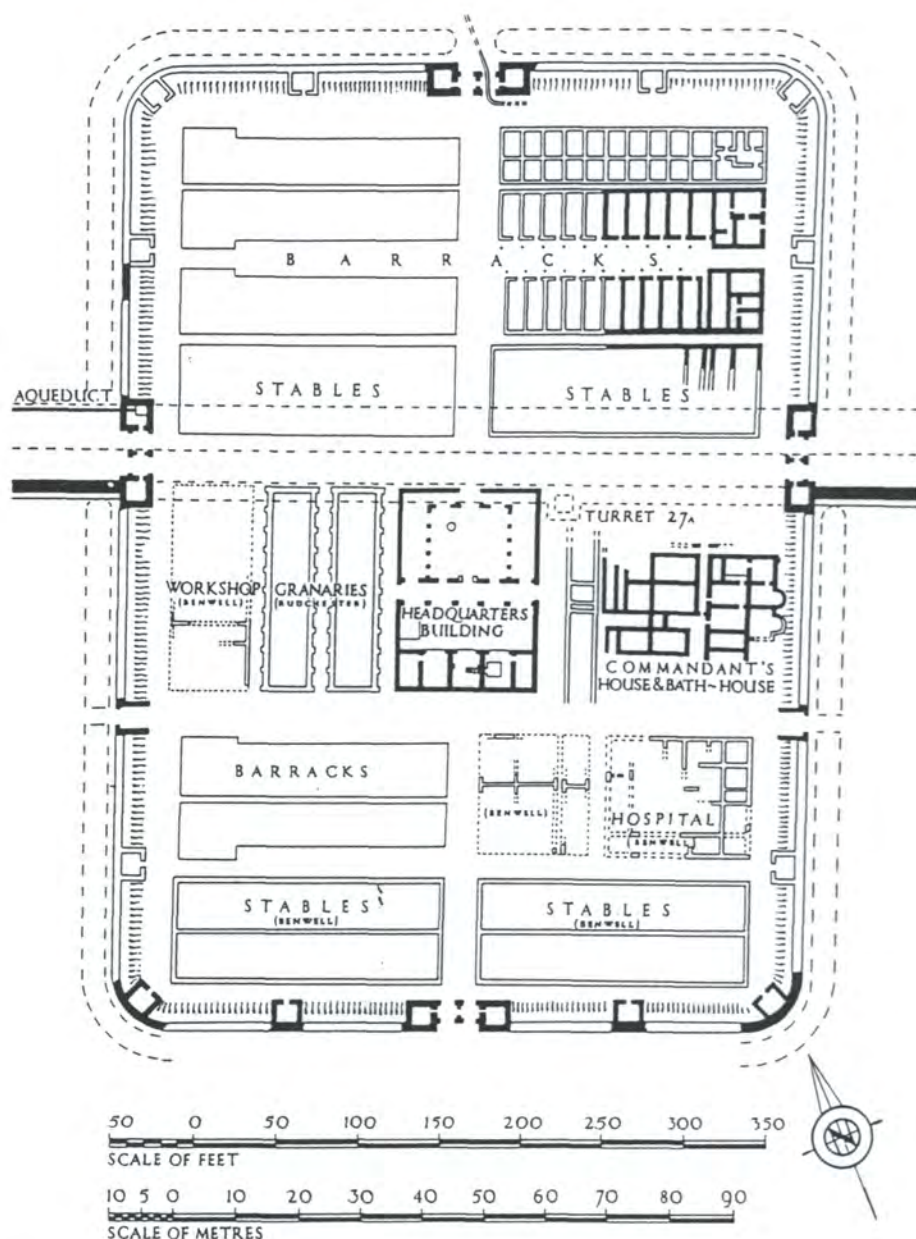 BARRACKS
STABLES
STABLES
AQUEDUCT
TURRET 27A
WORKSHOP
(BENWELL)
GRANARIES
(RUDCHESTER)
HEADQUARTERS
BUILDING
COMMANDANT'S
HOUSE & BATH-HOUSE
BARRACKS
(BENWELL)
HOSPITAL
(BENWELL)
STABLES
(BENWELL)
STABLES
(BENWELL)
50 0 50 100 150 200 250 300 350
SCALE OF FEET
10 5 0 10 20 30 40 50 60 70 80 90
SCALE OF METRES
N